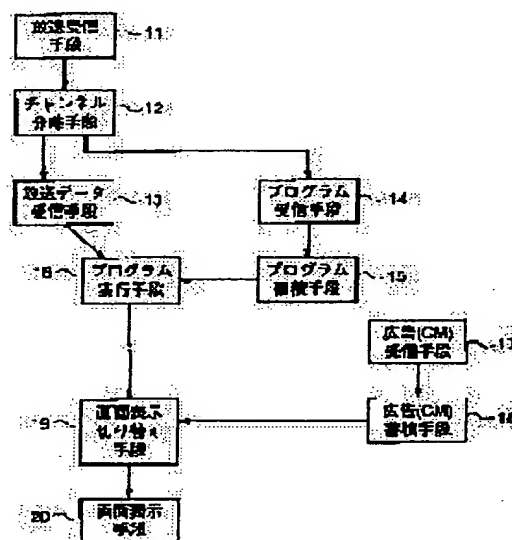 放送受信
手段
11
チャンネル
分離手段
12
放送データ
受信手段
13
プログラム
受信手段
14
プログラム
実行手段
16
プログラム
蓄積手段
15
広告(CM)
受信手段
17
画面表示
切り替え
手段
19
広告(CM)
蓄積手段
18
画面表示
手段
20